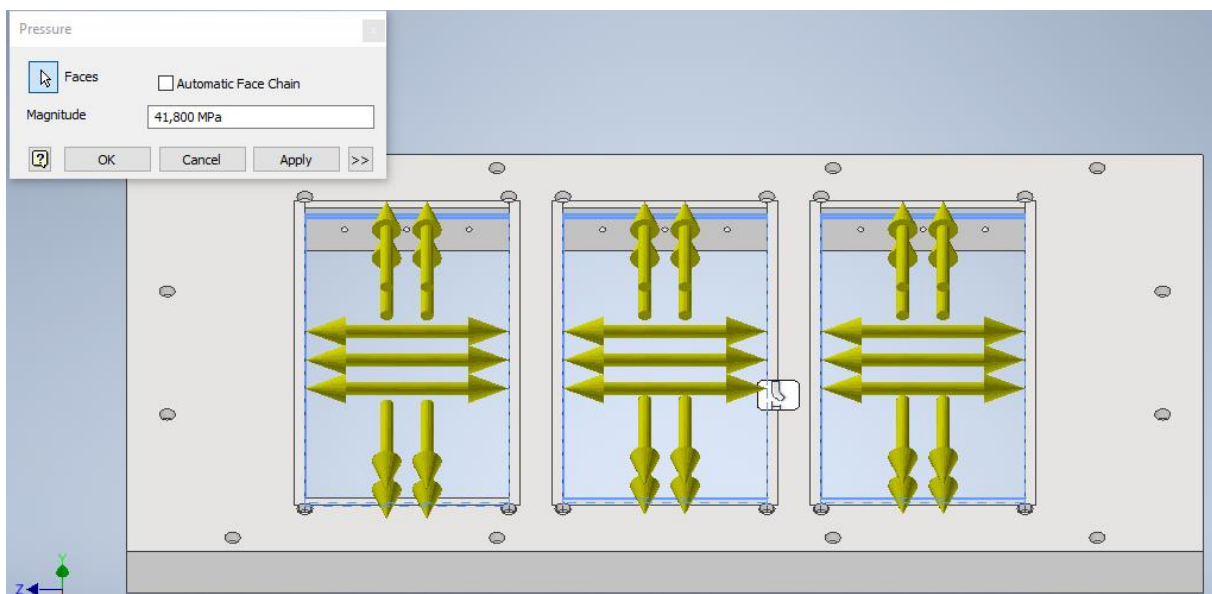 Pressure
x
Faces
Automatic Face Chain
Magnitude
41,800 MPa
?
OK Cancel Apply >>
Y
Z